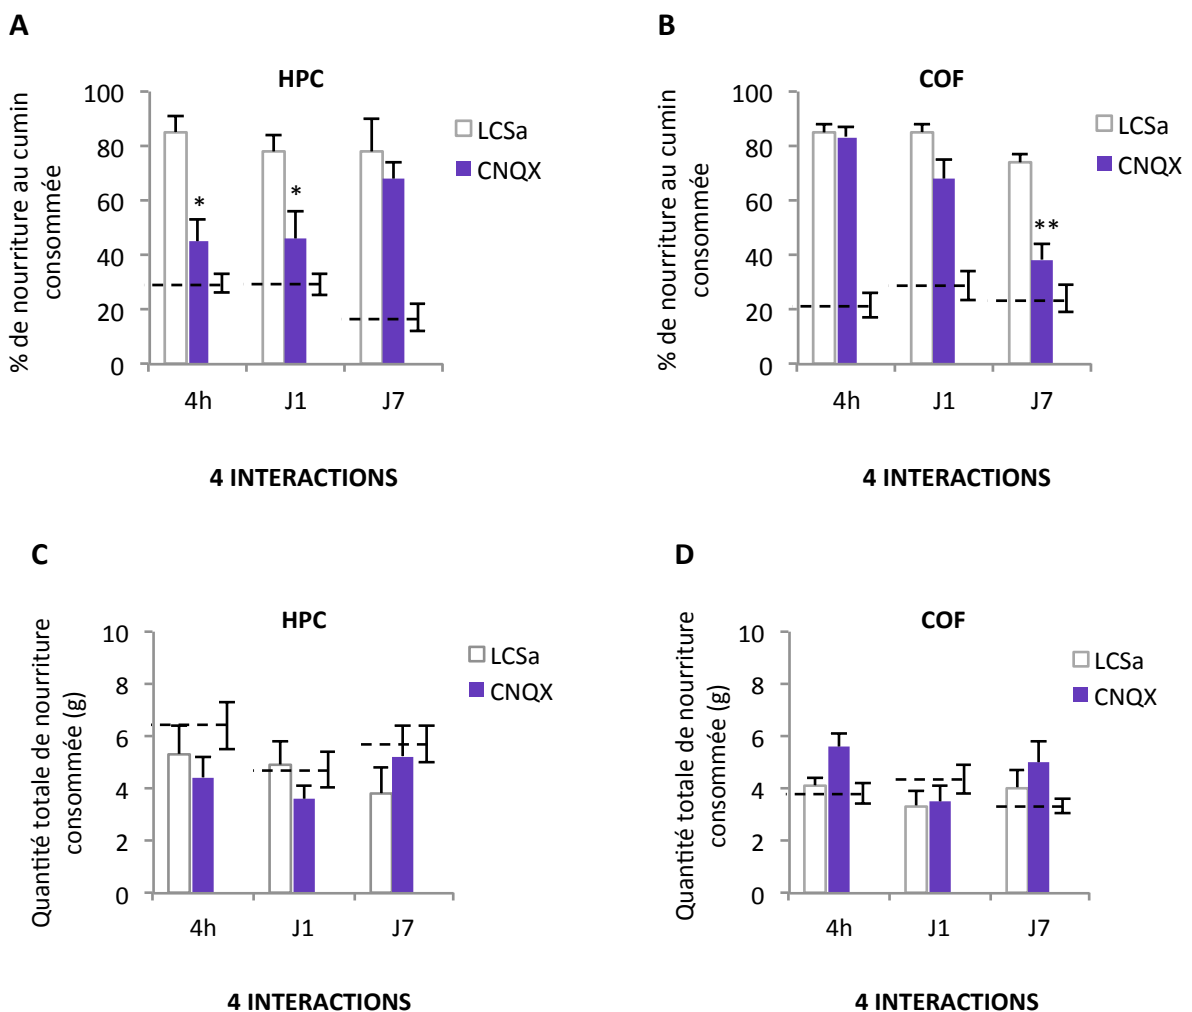 A
HPC
% de nourriture au cumin
consommée
100
80
60
40
20
0
*
*
LCSa
CNQX
4h
J1
J7
4 INTERACTIONS
B
COF
% de nourriture au cumin
consommée
100
80
60
40
20
0
**
LCSa
CNQX
4h
J1
J7
4 INTERACTIONS
C
HPC
Quantité totale de nourriture
consommée (g)
10
8
6
4
2
0
LCSa
CNQX
4h
J1
J7
4 INTERACTIONS
D
COF
Quantité totale de nourriture
consommée (g)
10
8
6
4
2
0
LCSa
CNQX
4h
J1
J7
4 INTERACTIONS